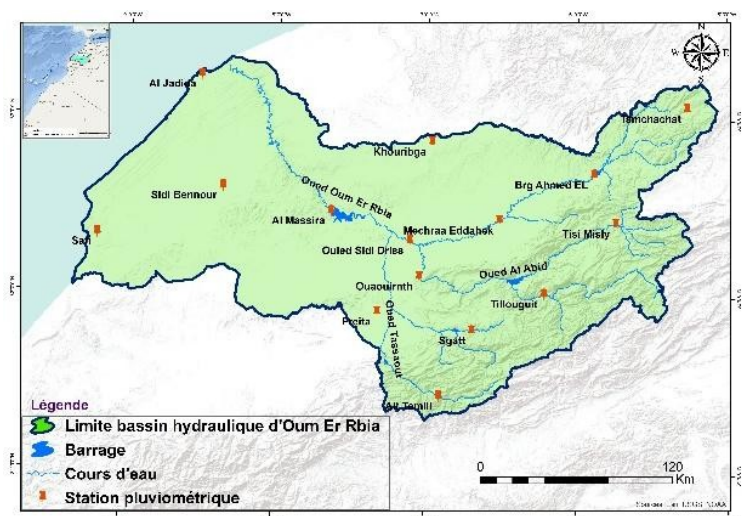 N
W
S
Al Jadida
Tamchachat
Khouribga
Brg Ahmed EL
Sidi Bennour
Oued Oum Er Rbia
Al Massira
Mechraa Eddahak
Safi
Tisi Misly
Ouled Sidi Driss
Oued Al Abid
Ouaouirnth
Tillouguit
Freita
Oued Tassaout
Sgatt
Ait Tamlil
Légende
Limite bassin hydraulique d'Oum Er Rbia
Barrage
Cours d'eau
Station pluviométrique
0
120
Km